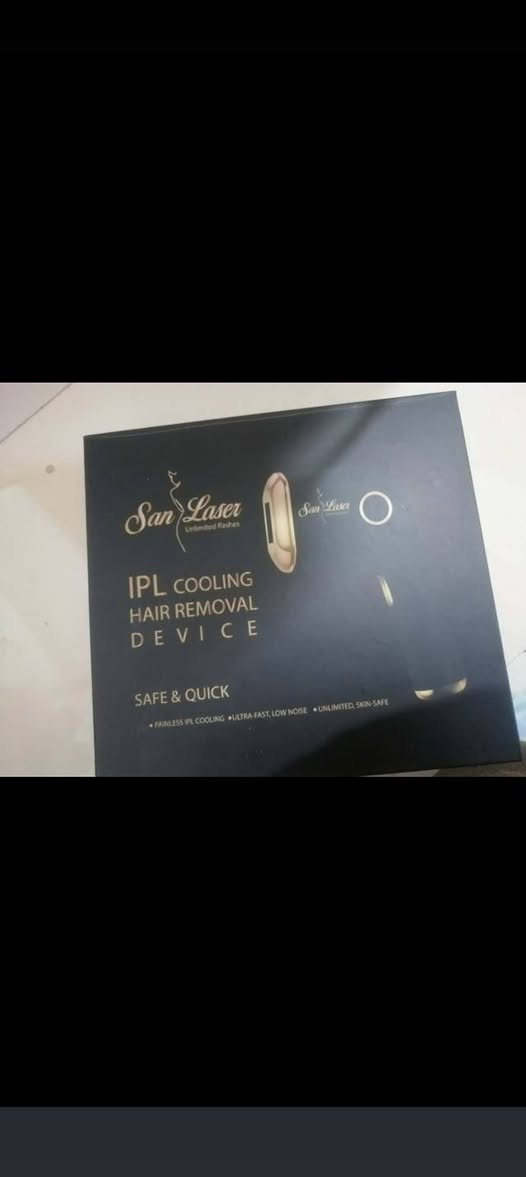 San Laser
Unlimited flashes
San Laser
IPL COOLING
HAIR REMOVAL
DEVICE
SAFE & QUICK
• PAINLESS IPL COOLING • ULTRA-FAST, LOW NOISE • UNLIMITED, SKIN-SAFE